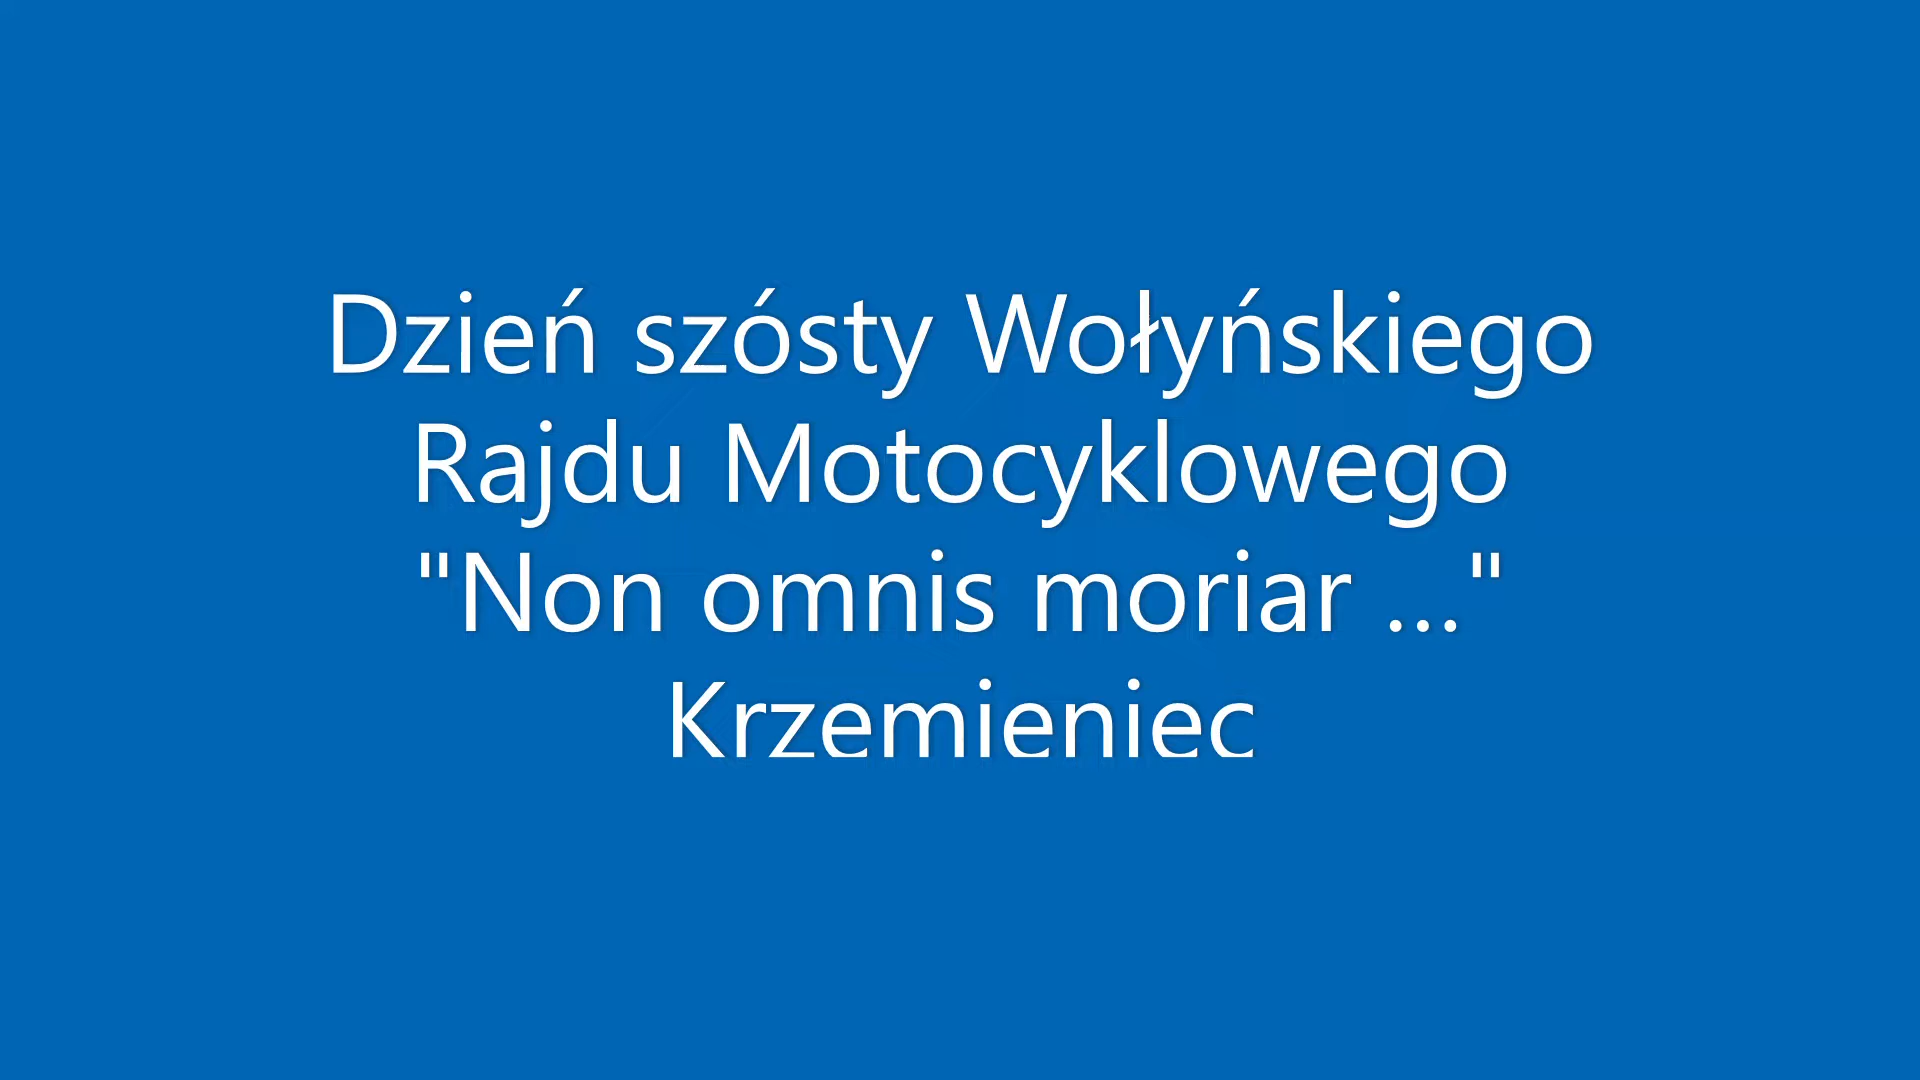 Dzień szósty Wołyńskiego
Rajdu Motocyklowego
"Non omnis moriar ..."
Krzemieniec